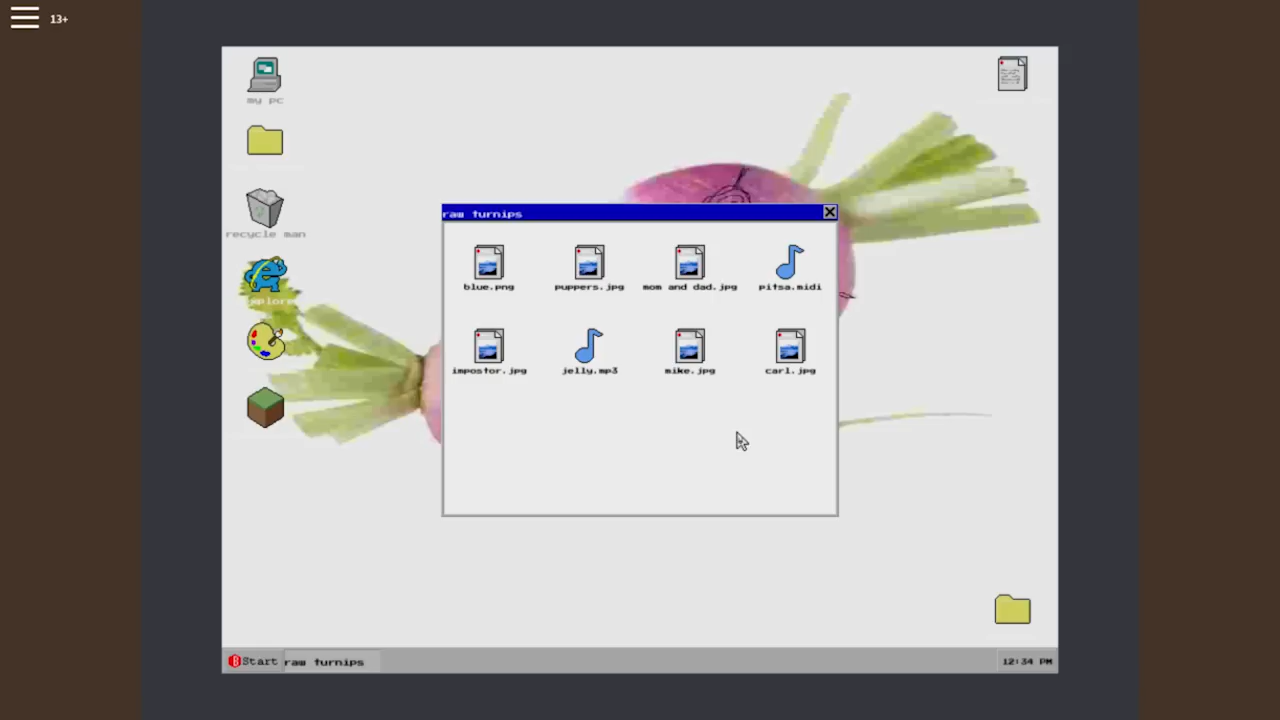 13+
my pc
raw turnips
blue.png puppers.jpg mom and dad.jpg pitsa.midi
impostor.jpg jelly.mp3 mike.jpg carl.jpg
recycle man
explore
Start raw turnips 12:34 PM